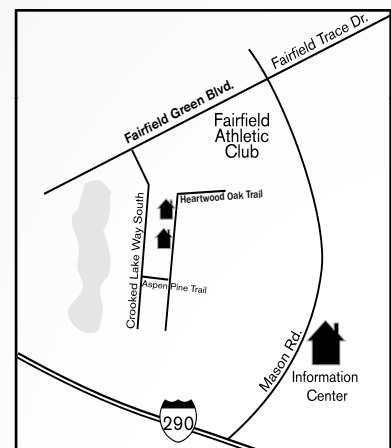 Fairfield Trace Dr.
Fairfield Green Blvd.
Fairfield
Athletic
Club
Heartwood Oak Trail
Crooked Lake Way South
Aspen Pine Trail
Mason Rd.
Information
Center
290